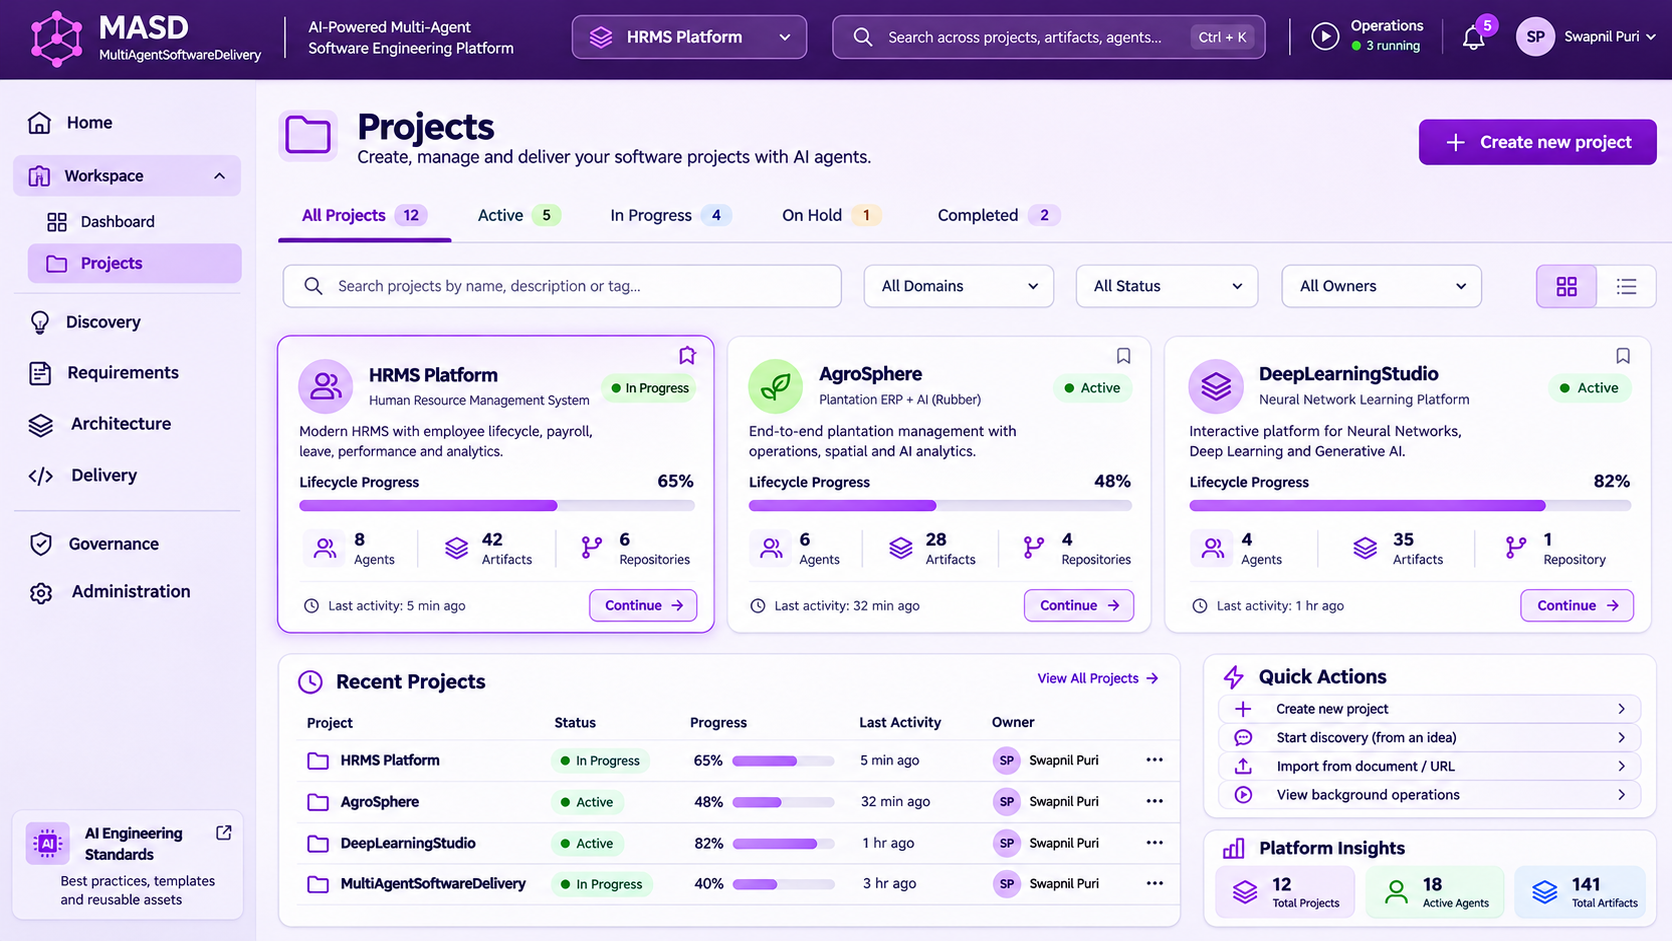 MASD
MultiAgentSoftwareDelivery
AI-Powered Multi-Agent
Software Engineering Platform
HRMS Platform
Search across projects, artifacts, agents...
Ctrl + K
Operations
3 running
5
SP
Swapnil Puri
Home
Workspace
Dashboard
Projects
Discovery
Requirements
Architecture
Delivery
Governance
Administration
AI
AI Engineering
Standards
Best practices, templates
and reusable assets
Projects
Create, manage and deliver your software projects with AI agents.
Create new project
All Projects 12
Active 5
In Progress 4
On Hold 1
Completed 2
Search projects by name, description or tag...
All Domains
All Status
All Owners
HRMS Platform
Human Resource Management System
In Progress
Modern HRMS with employee lifecycle, payroll,
leave, performance and analytics.
Lifecycle Progress 65%
8
Agents
42
Artifacts
6
Repositories
Last activity: 5 min ago
Continue →
AgroSphere
Plantation ERP + AI (Rubber)
Active
End-to-end plantation management with
operations, spatial and AI analytics.
Lifecycle Progress 48%
6
Agents
28
Artifacts
4
Repositories
Last activity: 32 min ago
Continue →
DeepLearningStudio
Neural Network Learning Platform
Active
Interactive platform for Neural Networks,
Deep Learning and Generative AI.
Lifecycle Progress 82%
4
Agents
35
Artifacts
1
Repository
Last activity: 1 hr ago
Continue →
Recent Projects
View All Projects →
Project Status Progress Last Activity Owner
HRMS Platform In Progress 65% 5 min ago SP Swapnil Puri
AgroSphere Active 48% 32 min ago SP Swapnil Puri
DeepLearningStudio Active 82% 1 hr ago SP Swapnil Puri
MultiAgentSoftwareDelivery In Progress 40% 3 hr ago SP Swapnil Puri
Quick Actions
Create new project
Start discovery (from an idea)
Import from document / URL
View background operations
Platform Insights
12
Total Projects
18
Active Agents
141
Total Artifacts